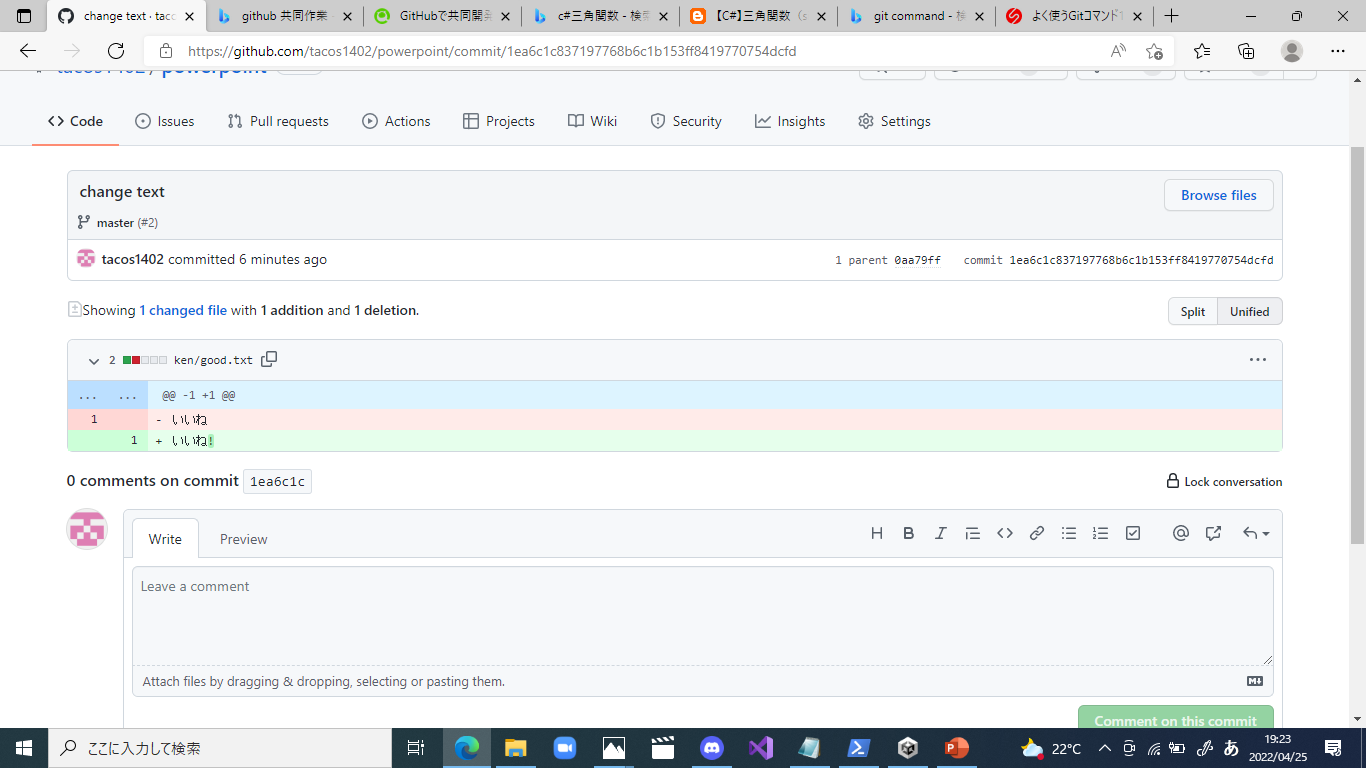 change text · taco
github 共同作業 -
GitHubで共同開発
c#三角関数 - 検索
【C#】三角関数（s
git command - 検
よく使うGitコマンド1
https://github.com/tacos1402/powerpoint/commit/1ea6c1c837197768b6c1b153ff8419770754dcfd
tacos1402 / powerpoint
Code
Issues
Pull requests
Actions
Projects
Wiki
Security
Insights
Settings
change text
Browse files
master (#2)
tacos1402 committed 6 minutes ago
1 parent 0aa79ff commit 1ea6c1c837197768b6c1b153ff8419770754dcfd
Showing 1 changed file with 1 addition and 1 deletion.
Split Unified
2 ken/good.txt
... ... @@ -1 +1 @@
1 - いいね
1 + いいね!
0 comments on commit 1ea6c1c
Lock conversation
Write Preview
Leave a comment
Attach files by dragging & dropping, selecting or pasting them.
Comment on this commit
ここに入力して検索
22°C
あ
19:23
2022/04/25